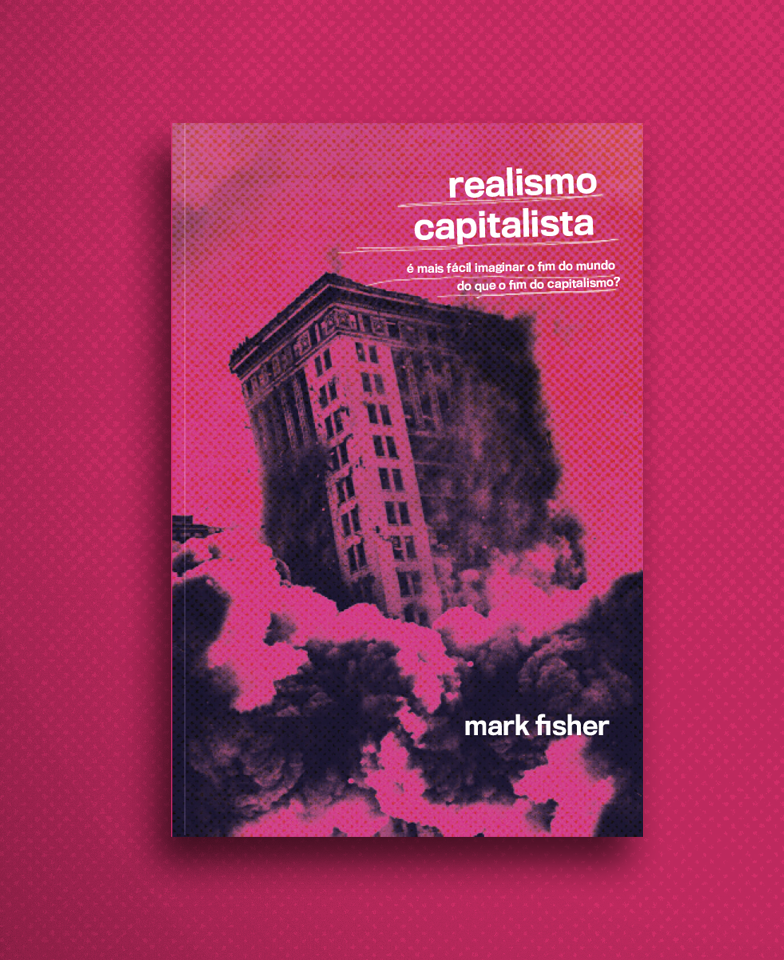 realismo
capitalista
é mais fácil imaginar o fim do mundo
do que o fim do capitalismo?
mark fisher